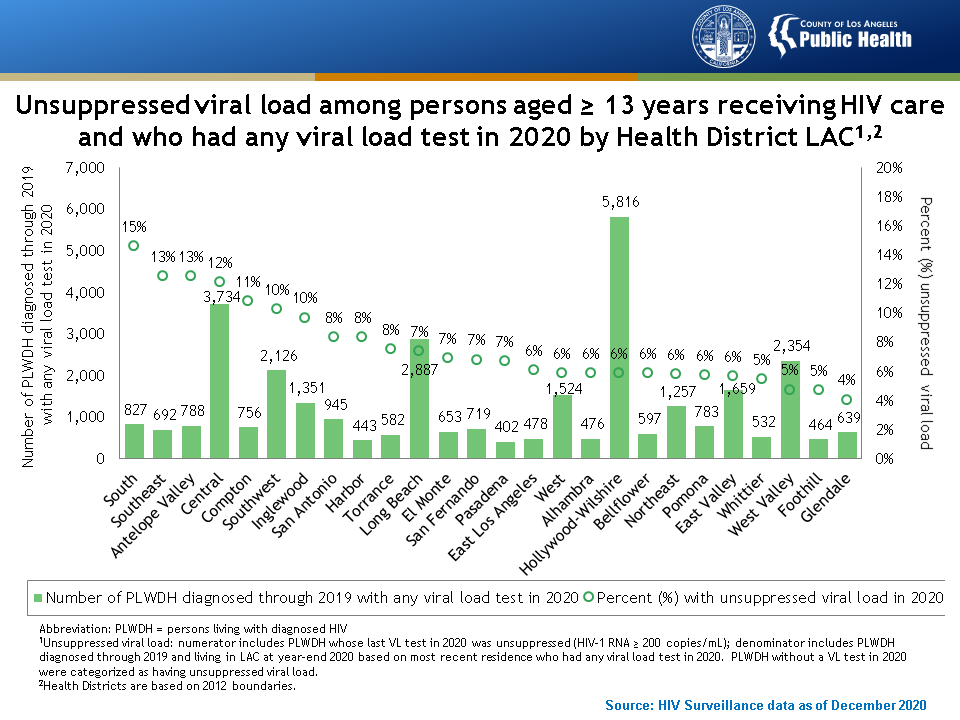 COUNTY OF LOS ANGELES
Public Health
Unsuppressed viral load among persons aged ≥ 13 years receiving HIV care
and who had any viral load test in 2020 by Health District LAC1,2
Number of PLWDH diagnosed through 2019
with any viral load test in 2020
7,000
6,000
5,000
4,000
3,000
2,000
1,000
0
15%
13%
13%
12%
11%
10%
10%
8%
8%
8%
7%
7%
7%
7%
6%
6%
6%
6%
6%
6%
6%
6%
5%
5%
5%
4%
827
692
788
3,734
756
2,126
1,351
945
443
582
2,887
653
719
402
478
1,524
476
5,816
597
1,257
783
1,659
532
2,354
464
639
20%
18%
16%
14%
12%
10%
8%
6%
4%
2%
0%
Percent (%) unsuppressed viral load
South
Southeast
Antelope Valley
Central
Compton
Southwest
Inglewood
San Antonio
Harbor
Torrance
Long Beach
El Monte
San Fernando
Pasadena
East Los Angeles
West
Alhambra
Hollywood-Wilshire
Bellflower
Northeast
Pomona
East Valley
Whittier
West Valley
Foothill
Glendale
Number of PLWDH diagnosed through 2019 with any viral load test in 2020
Percent (%) with unsuppressed viral load in 2020
Abbreviation: PLWDH = persons living with diagnosed HIV
1Unsuppressed viral load: numerator includes PLWDH whose last VL test in 2020 was unsuppressed (HIV-1 RNA ≥ 200 copies/mL); denominator includes PLWDH
diagnosed through 2019 and living in LAC at year-end 2020 based on most recent residence who had any viral load test in 2020. PLWDH without a VL test in 2020
were categorized as having unsuppressed viral load.
2Health Districts are based on 2012 boundaries.
Source: HIV Surveillance data as of December 2020